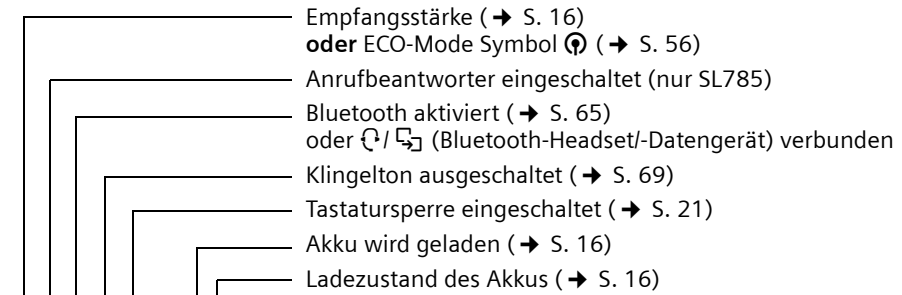 Empfangsstärke ( ➔ S. 16)
oder ECO-Mode Symbol ( ➔ S. 56)
Anrufbeantworter eingeschaltet (nur SL785)
Bluetooth aktiviert ( ➔ S. 65)
oder / (Bluetooth-Headset/-Datengerät) verbunden
Klingelton ausgeschaltet ( ➔ S. 69)
Tastatursperre eingeschaltet ( ➔ S. 21)
Akku wird geladen ( ➔ S. 16)
Ladezustand des Akkus ( ➔ S. 16)